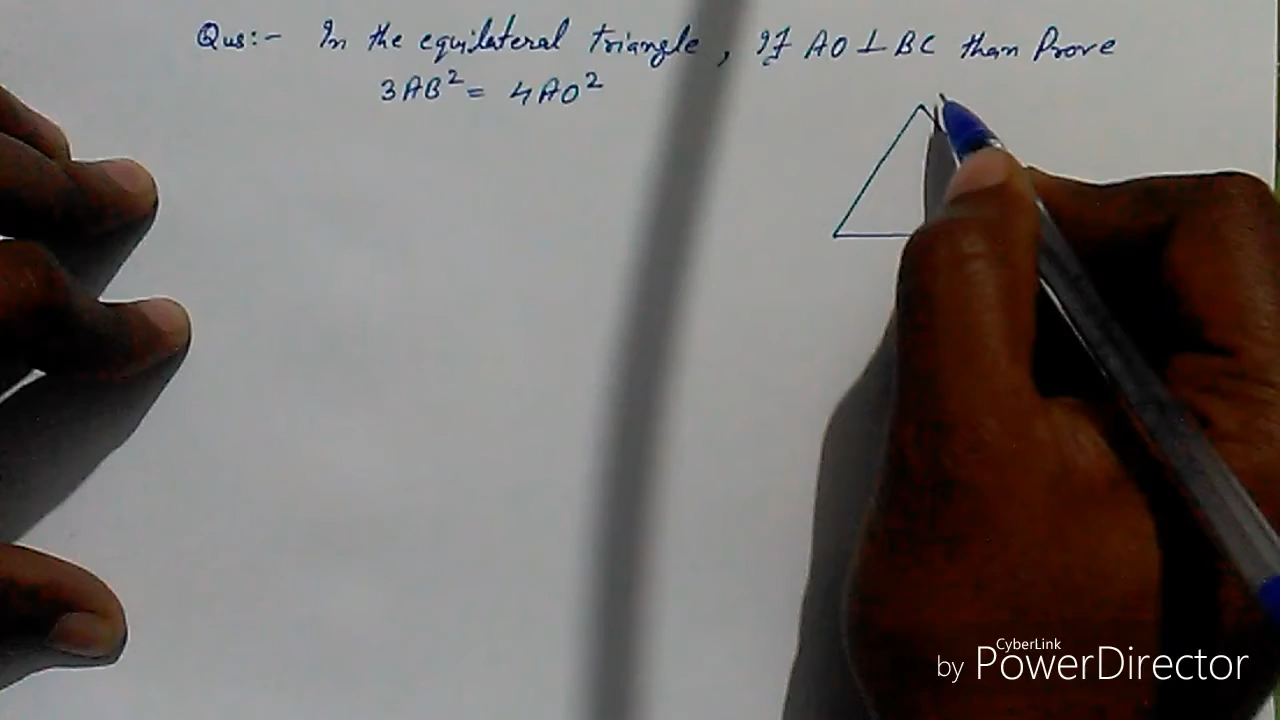 Qus:- In the equilateral triangle, If AO⊥BC than Prove
3AB² = 4AO²
CyberLink
by PowerDirector